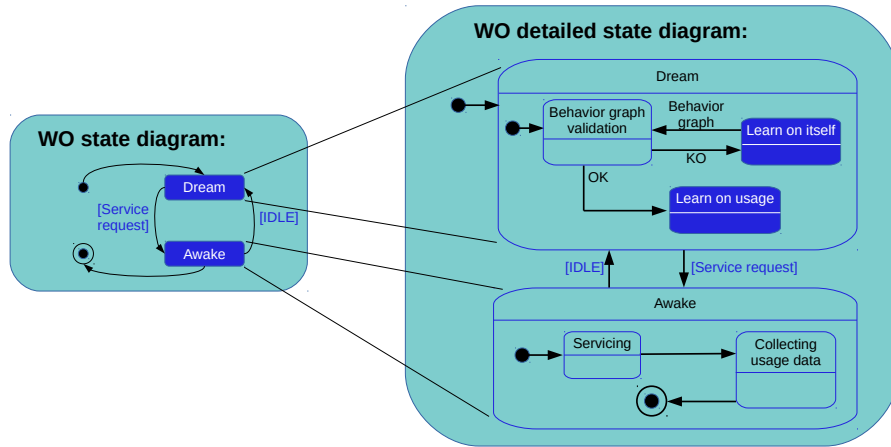 WO state diagram:
Dream
[Service
request]
[IDLE]
Awake
WO detailed state diagram:
Dream
Behavior graph
validation
Behavior
graph
Learn on itself
KO
OK
Learn on usage
[IDLE]
[Service request]
Awake
Servicing
Collecting
usage data